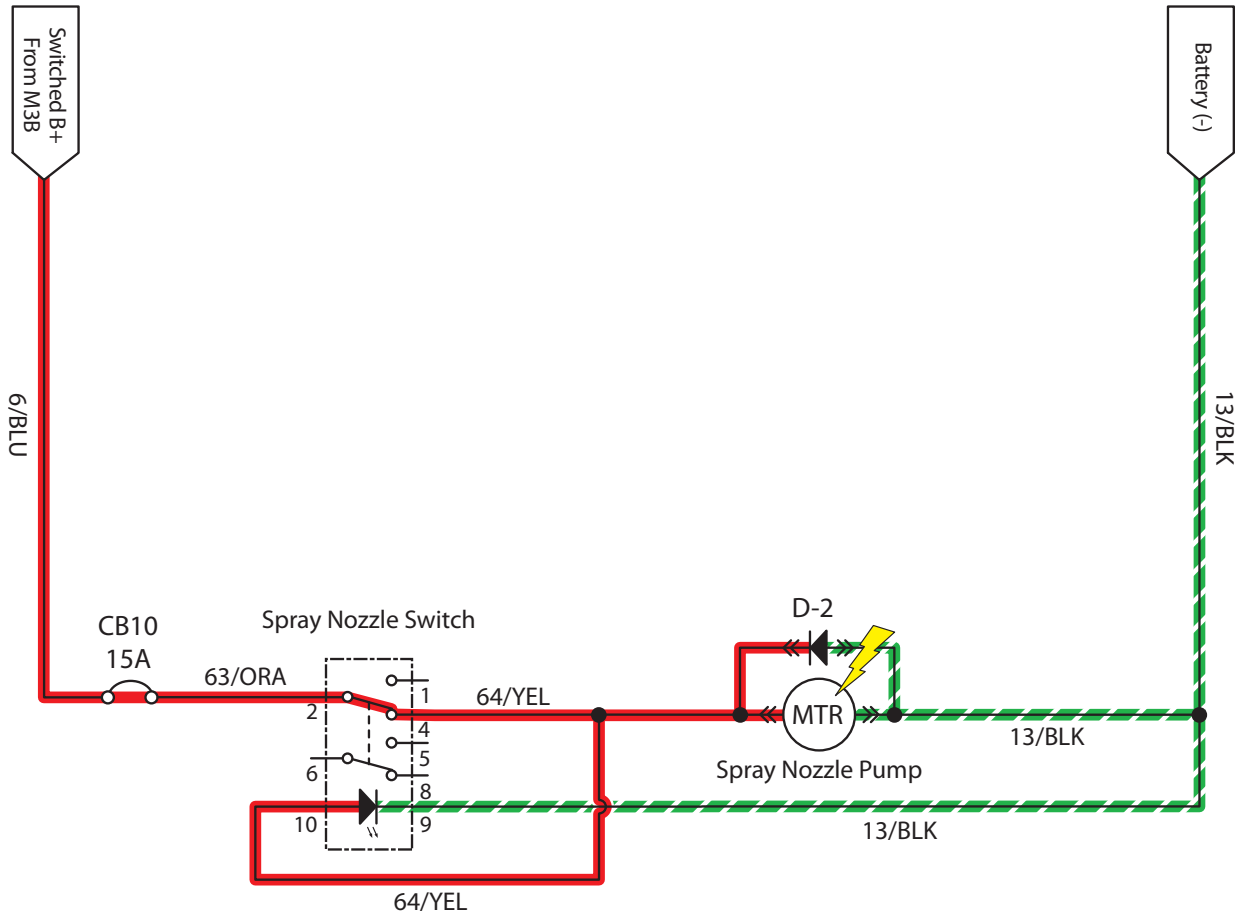 Switched B+
From M3B
Battery (-)
6/BLU
13/BLK
CB10
15A
63/ORA
Spray Nozzle Switch
1
2
4
5
6
8
9
10
64/YEL
D-2
MTR
Spray Nozzle Pump
13/BLK
13/BLK
64/YEL